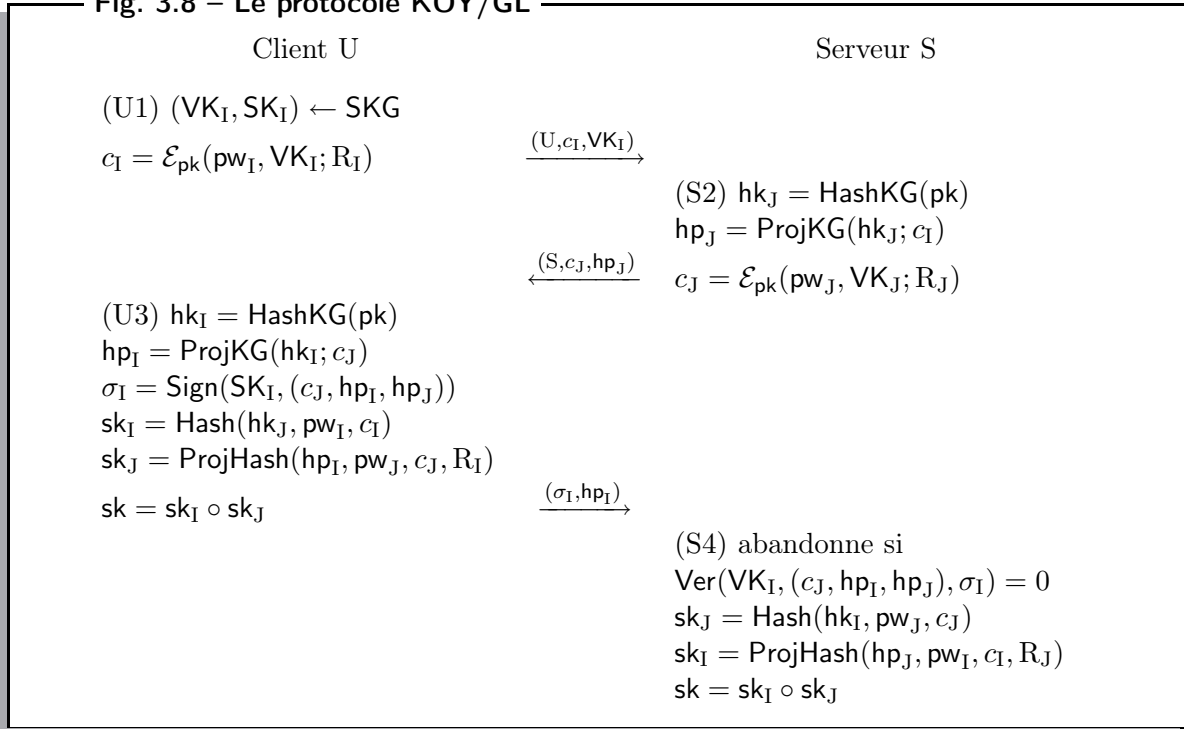 Fig. 3.8 – Le protocole KOY/GL
Client U Serveur S
(U1) (VK_I, SK_I) ← SKG
c_I = ℰ_pk(pw_I, VK_I; R_I) (U,c_I,VK_I)
(S2) hk_J = HashKG(pk)
hp_J = ProjKG(hk_J; c_I)
(S,c_J,hp_J) c_J = ℰ_pk(pw_J, VK_J; R_J)
(U3) hk_I = HashKG(pk)
hp_I = ProjKG(hk_I; c_J)
σ_I = Sign(SK_I, (c_J, hp_I, hp_J))
sk_I = Hash(hk_J, pw_I, c_I)
sk_J = ProjHash(hp_I, pw_J, c_J, R_I)
sk = sk_I ∘ sk_J (σ_I,hp_I)
(S4) abandonne si
Ver(VK_I, (c_J, hp_I, hp_J), σ_I) = 0
sk_J = Hash(hk_I, pw_J, c_J)
sk_I = ProjHash(hp_J, pw_I, c_I, R_J)
sk = sk_I ∘ sk_J